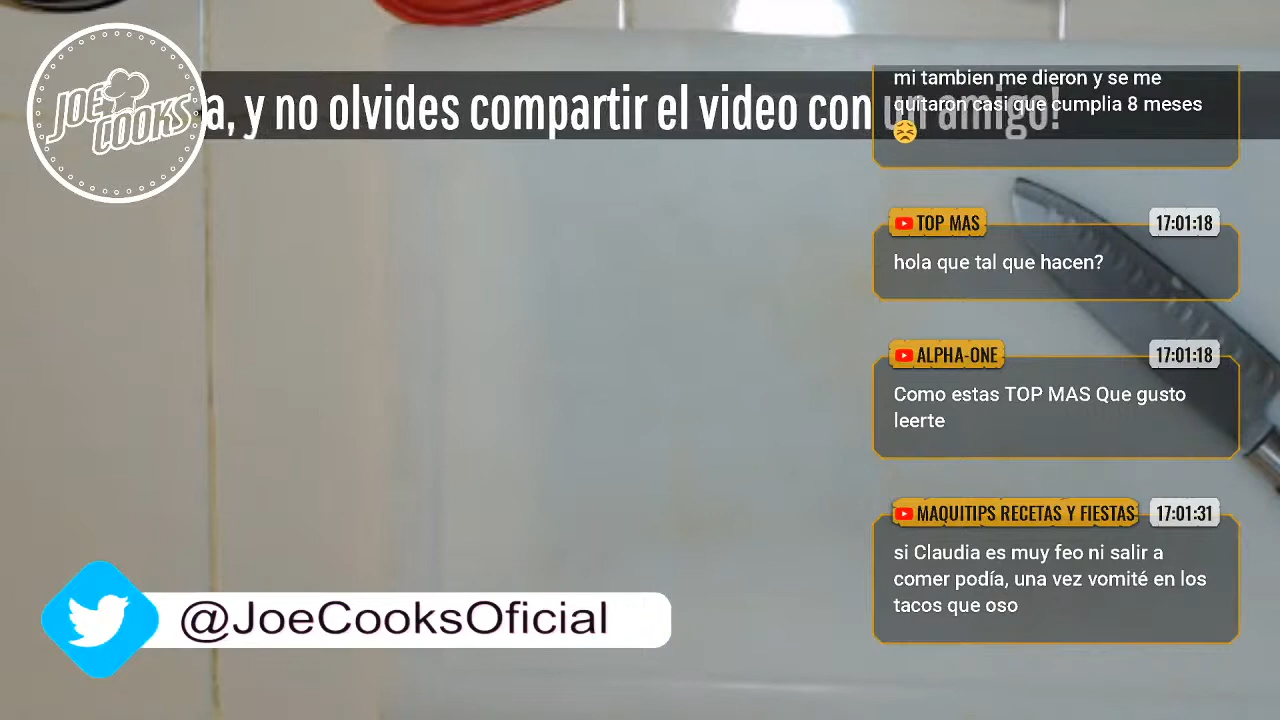 JOE
COOKS
a, y no olvides compartir el video con un amigo!
mi tambien me dieron y se me
quitaron casi que cumplia 8 meses
TOP MAS 17:01:18
hola que tal que hacen?
ALPHA-ONE 17:01:18
Como estas TOP MAS Que gusto
leerte
MAQUITIPS RECETAS Y FIESTAS 17:01:31
si Claudia es muy feo ni salir a
comer podía, una vez vomité en los
tacos que oso
@JoeCooksOficial